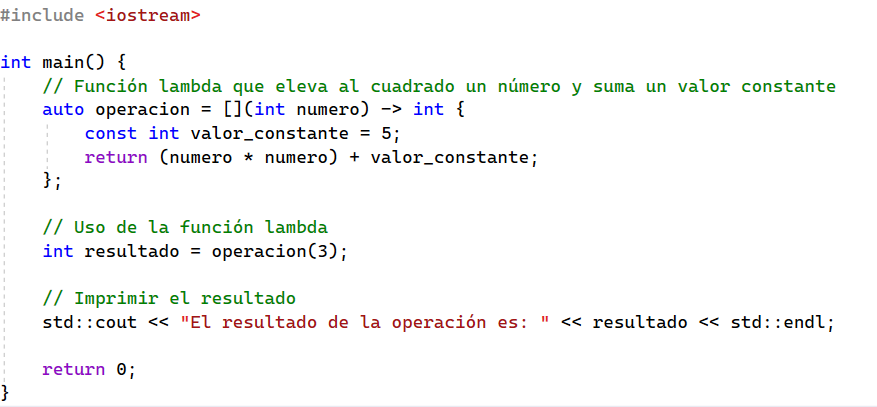 #include <iostream>
int main() {
// Función lambda que eleva al cuadrado un número y suma un valor constante
auto operacion = [](int numero) -> int {
const int valor_constante = 5;
return (numero * numero) + valor_constante;
};
// Uso de la función lambda
int resultado = operacion(3);
// Imprimir el resultado
std::cout << "El resultado de la operación es: " << resultado << std::endl;
return 0;
}